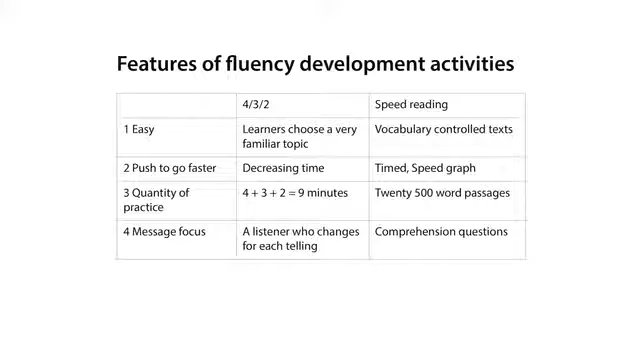 Features of fluency development activities
4/3/2 Speed reading
1 Easy Learners choose a very familiar topic Vocabulary controlled texts
2 Push to go faster Decreasing time Timed, Speed graph
3 Quantity of practice 4 + 3 + 2 = 9 minutes Twenty 500 word passages
4 Message focus A listener who changes for each telling Comprehension questions